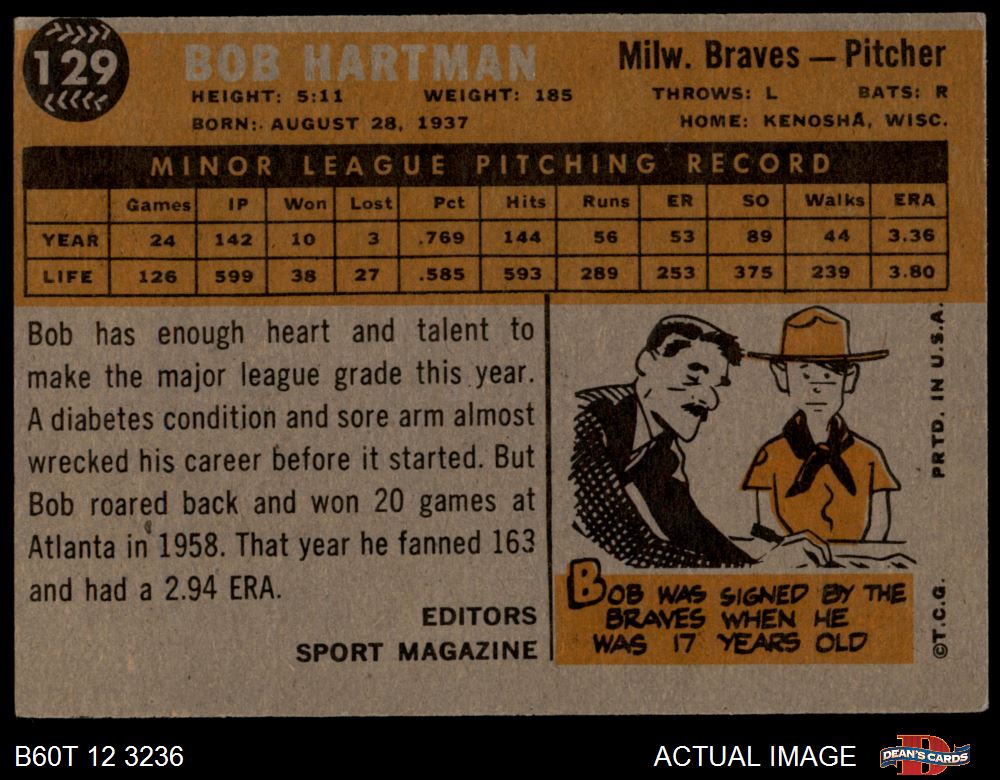 129
BOB HARTMAN
Milw. Braves — Pitcher
HEIGHT: 5:11 WEIGHT: 185 THROWS: L BATS: R
BORN: AUGUST 28, 1937 HOME: KENOSHA, WISC.
MINOR LEAGUE PITCHING RECORD
Games IP Won Lost Pct Hits Runs ER SO Walks ERA
YEAR 24 142 10 3 .769 144 56 53 89 44 3.36
LIFE 126 599 38 27 .585 593 289 253 375 239 3.80
Bob has enough heart and talent to
make the major league grade this year.
A diabetes condition and sore arm almost
wrecked his career before it started. But
Bob roared back and won 20 games at
Atlanta in 1958. That year he fanned 163
and had a 2.94 ERA.
EDITORS
SPORT MAGAZINE
BOB WAS SIGNED BY THE
BRAVES WHEN HE
WAS 17 YEARS OLD
PRTD. IN U.S.A.
©T.C.G.
B60T 12 3236
ACTUAL IMAGE
DEAN'S CARDS